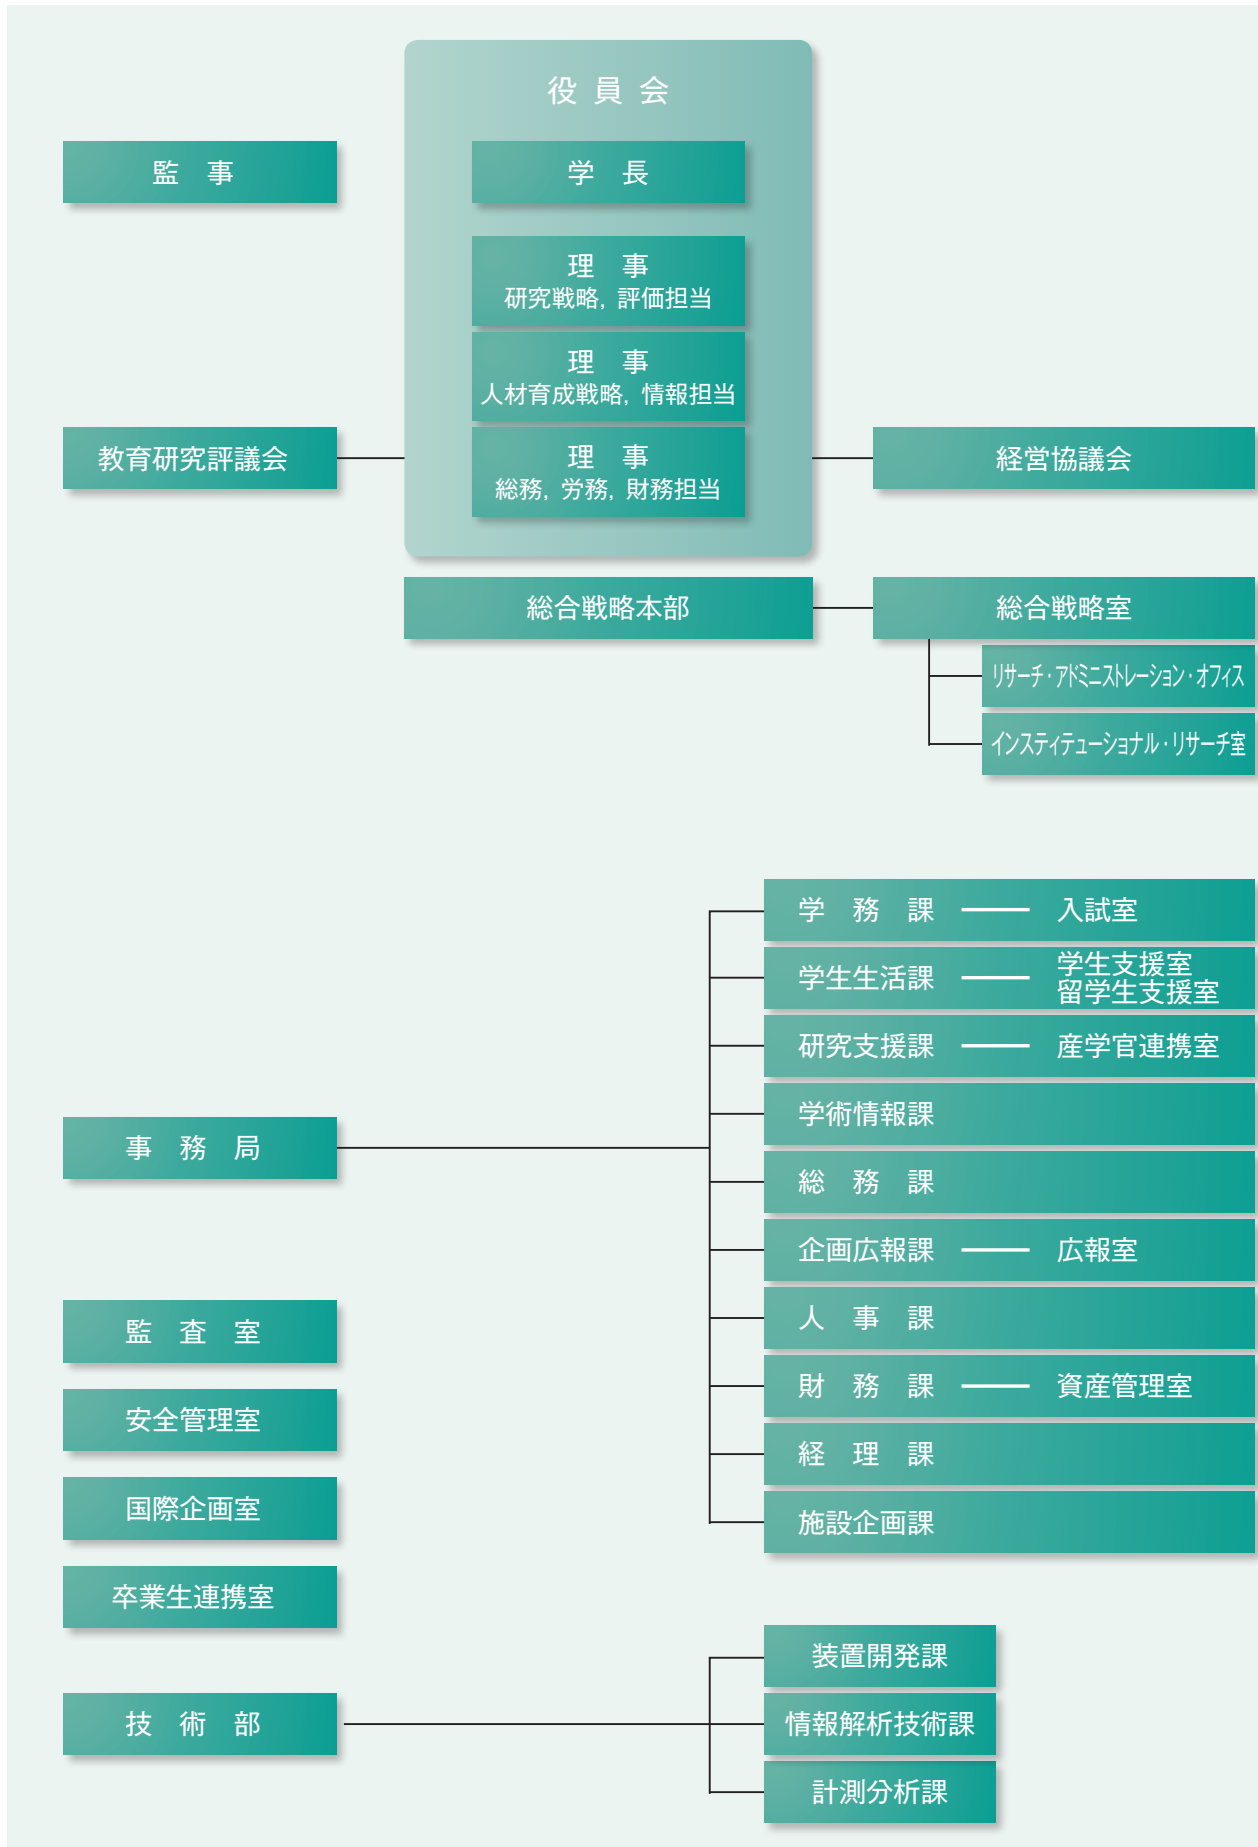 役員会
監　事
学　長
理　事
研究戦略, 評価担当
理　事
人材育成戦略, 情報担当
教育研究評議会
理　事
総務, 労務, 財務担当
経営協議会
総合戦略本部
総合戦略室
リサーチ・アドミニストレーション・オフィス
インスティテューショナル・リサーチ室
事　務　局
学　務　課
入試室
学生生活課
学生支援室
留学生支援室
研究支援課
産学官連携室
学術情報課
総　務　課
企画広報課
広報室
人　事　課
財　務　課
資産管理室
経　理　課
施設企画課
監　査　室
安全管理室
国際企画室
卒業生連携室
技　術　部
装置開発課
情報解析技術課
計測分析課